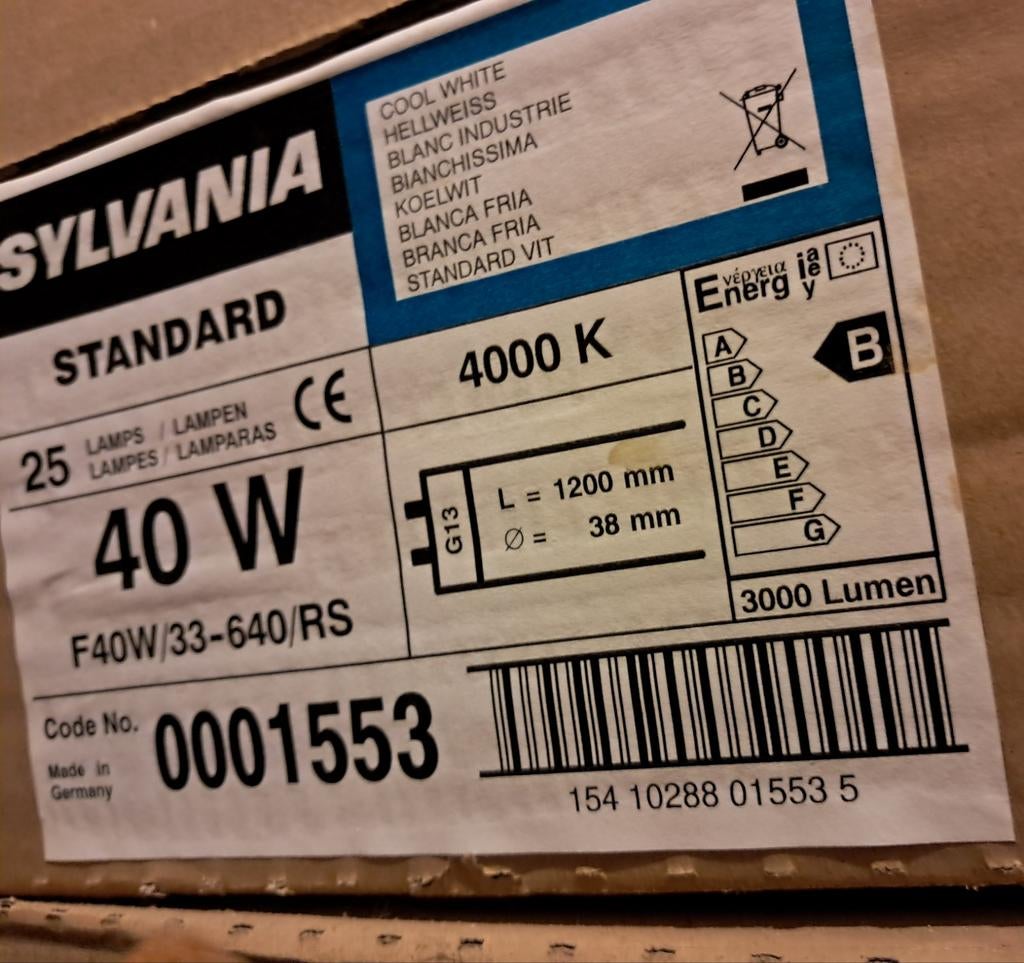 SYLVANIA
COOL WHITE
HELLWEISS
BLANC INDUSTRIE
BIANCHISSIMA
KOELWIT
BLANCA FRIA
BRANCA FRIA
STANDARD VIT
STANDARD
25 LAMPS / LAMPEN
LAMPES / LAMPARAS
CE
40 W
F40W/33-640/RS
4000 K
G13
L = 1200 mm
Ø = 38 mm
Energ ενέργεια
ia
ie
y
A
B
C
D
E
F
G
B
3000 Lumen
Code No. 0001553
Made in
Germany
154 10288 01553 5